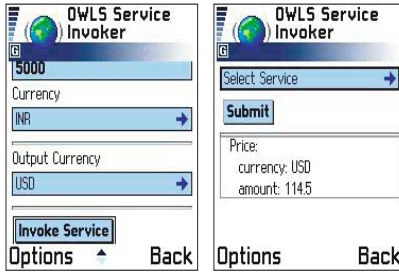 OWLS Service
Invoker
G
5000
Currency
INR
Output Currency
USD
Invoke Service
Options
Back
OWLS Service
Invoker
G
Select Service
Submit
Price:
currency: USD
amount: 114.5
Options
Back